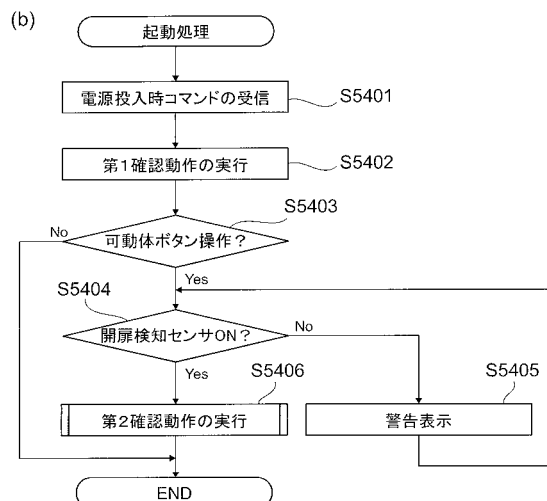 (b)
起動処理
電源投入時コマンドの受信
S5401
第1確認動作の実行
S5402
S5403
No
可動体ボタン操作？
Yes
S5404
開扉検知センサON？
No
Yes
S5406
S5405
第2確認動作の実行
警告表示
END